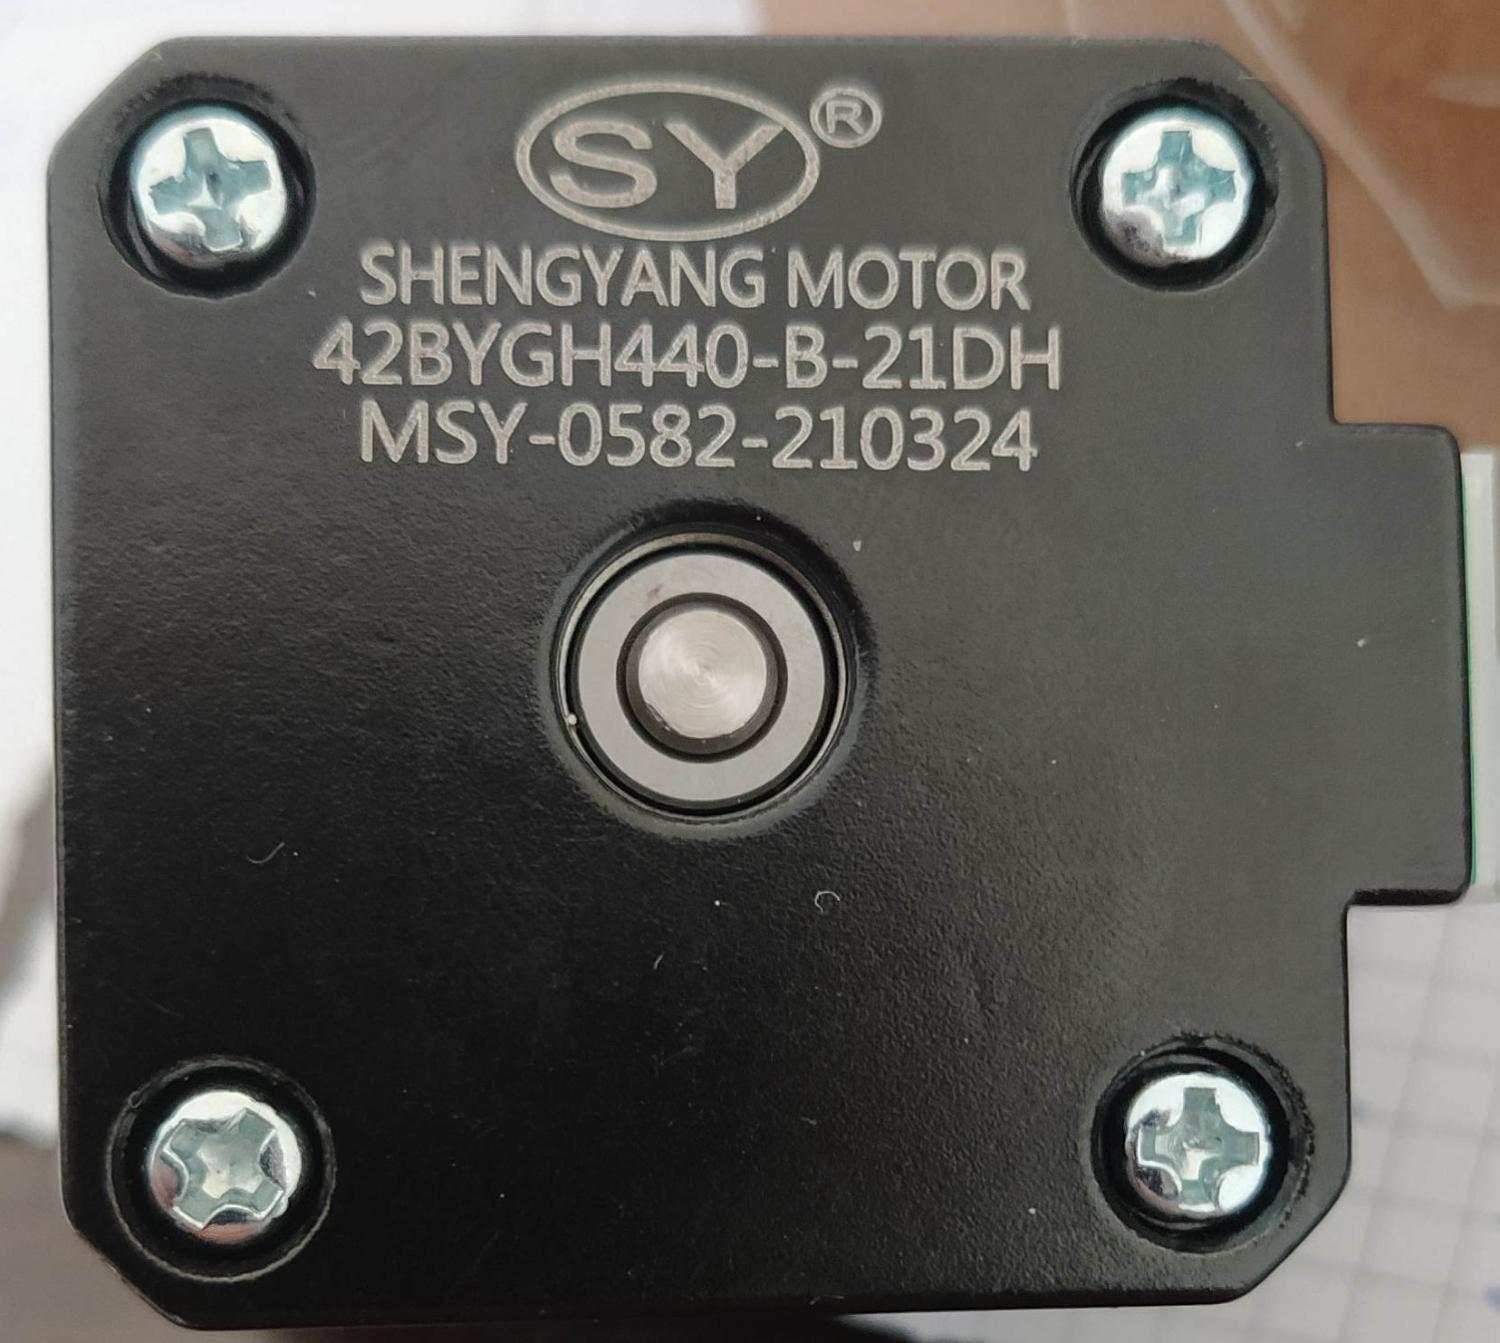 SY®
SHENGYANG MOTOR
42BYGH440-B-21DH
MSY-0582-210324